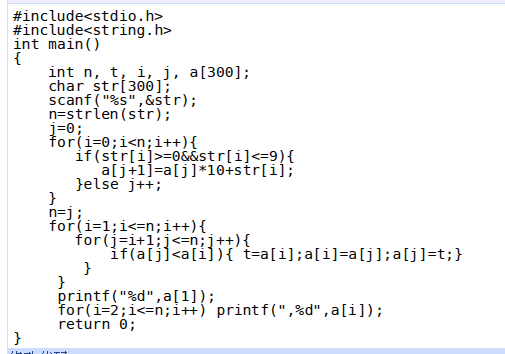 #include<stdio.h>
#include<string.h>
int main()
{
    int n, t, i, j, a[300];
    char str[300];
    scanf("%s",&str);
    n=strlen(str);
    j=0;
    for(i=0;i<n;i++){
       if(str[i]>=0&&str[i]<=9){
          a[j+1]=a[j]*10+str[i];
       }else j++;
    }
    n=j;
    for(i=1;i<=n;i++){
       for(j=i+1;j<=n;j++){
           if(a[j]<a[i]){ t=a[i];a[i]=a[j];a[j]=t;}
        }
     }
     printf("%d",a[1]);
     for(i=2;i<=n;i++) printf(",%d",a[i]);
     return 0;
}